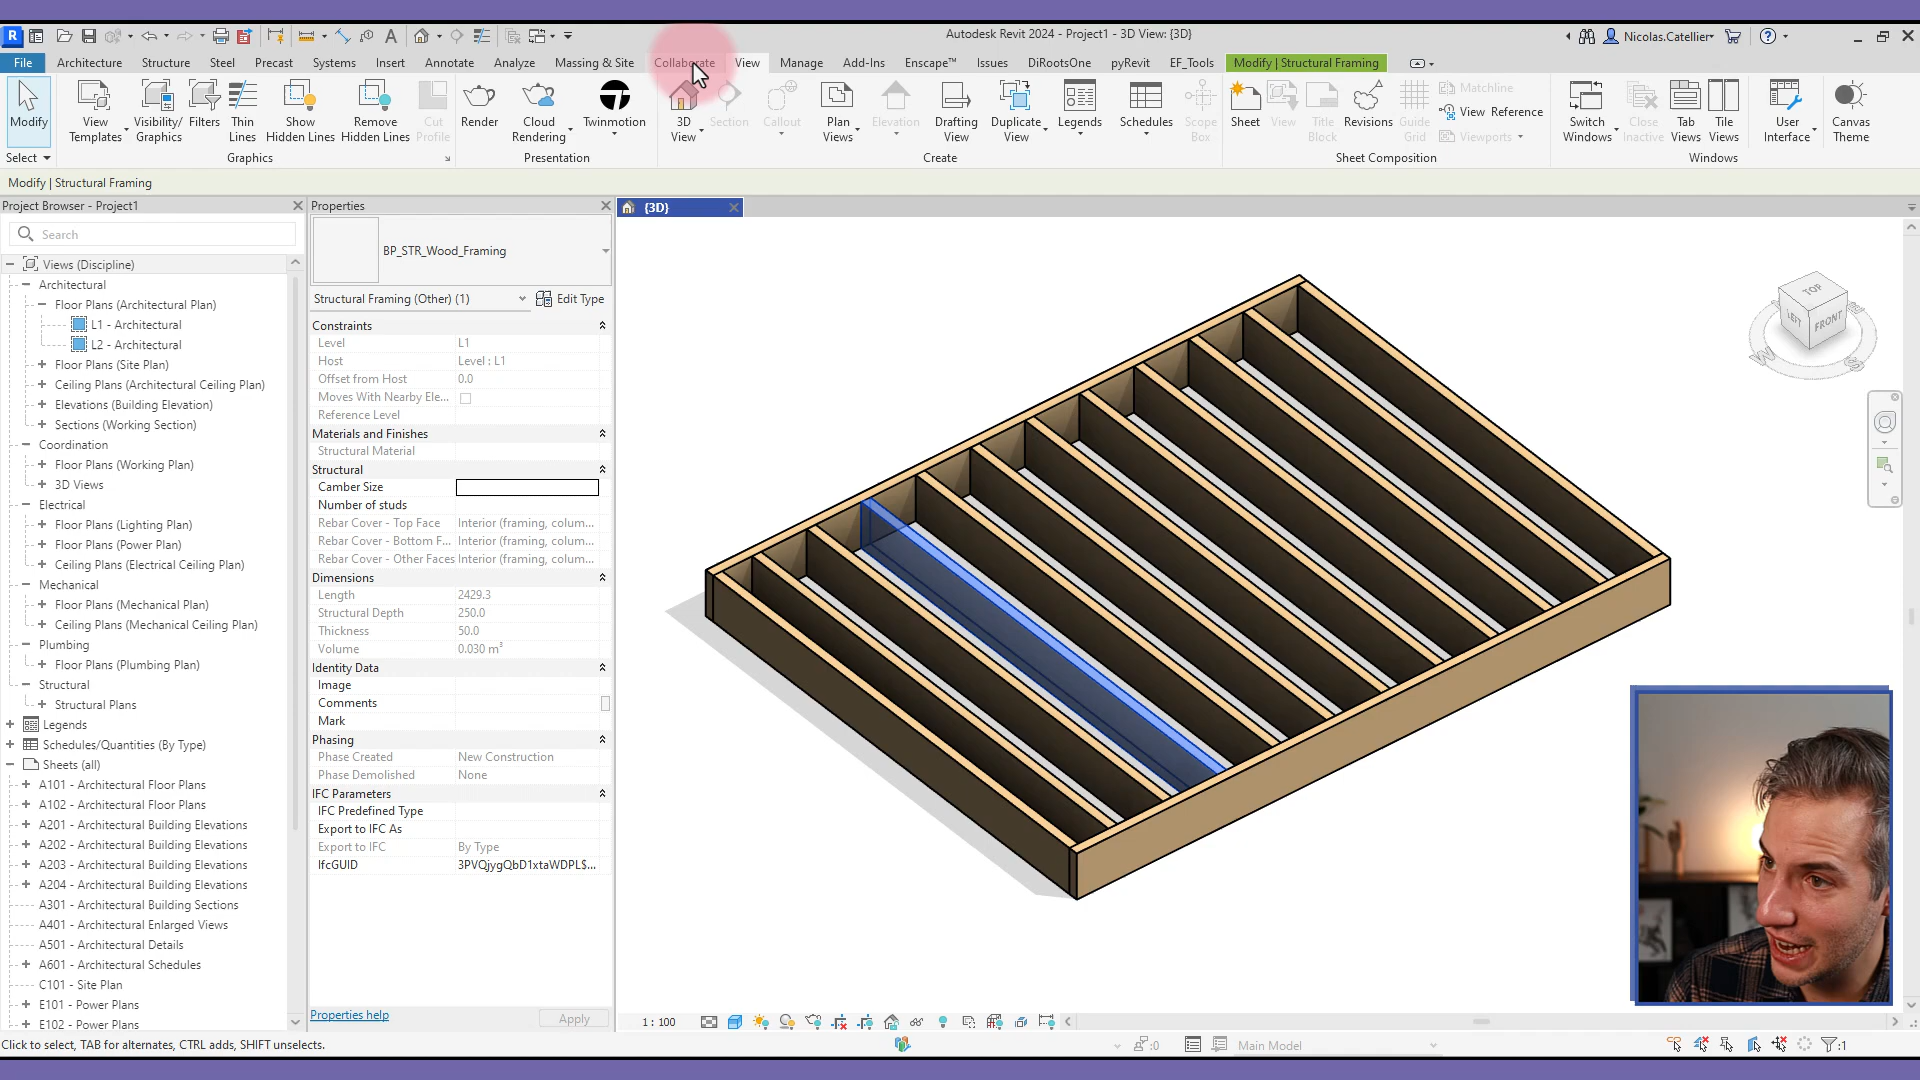 Autodesk Revit 2024 - Project1 - 3D View: {3D}
Nicolas.Catellier
File Architecture Structure Steel Precast Systems Insert Annotate Analyze Massing & Site Collaborate View Manage Add-Ins Enscape™ Issues DiRootsOne pyRevit EF_Tools Modify | Structural Framing
Modify
View Templates
Visibility/ Graphics
Filters
Thin Lines
Show Hidden Lines
Remove Hidden Lines
Cut Profile
Render
Cloud Rendering
Twinmotion
3D View
Section
Callout
Plan Views
Elevation
Drafting View
Duplicate View
Legends
Schedules
Scope Box
Sheet
View
Title Block
Revisions
Guide Grid
Matchline
View Reference
Viewports
Switch Windows
Close Inactive
Tab Views
Tile Views
User Interface
Canvas Theme
Select Graphics Presentation Create Sheet Composition Windows
Modify | Structural Framing
Project Browser - Project1
Search
Views (Discipline)
Architectural
Floor Plans (Architectural Plan)
L1 - Architectural
L2 - Architectural
Floor Plans (Site Plan)
Ceiling Plans (Architectural Ceiling Plan)
Elevations (Building Elevation)
Sections (Working Section)
Coordination
Floor Plans (Working Plan)
3D Views
Electrical
Floor Plans (Lighting Plan)
Floor Plans (Power Plan)
Ceiling Plans (Electrical Ceiling Plan)
Mechanical
Floor Plans (Mechanical Plan)
Ceiling Plans (Mechanical Ceiling Plan)
Plumbing
Floor Plans (Plumbing Plan)
Structural
Structural Plans
Legends
Schedules/Quantities (By Type)
Sheets (all)
A101 - Architectural Floor Plans
A102 - Architectural Floor Plans
A201 - Architectural Building Elevations
A202 - Architectural Building Elevations
A203 - Architectural Building Elevations
A204 - Architectural Building Elevations
A301 - Architectural Building Sections
A401 - Architectural Enlarged Views
A501 - Architectural Details
A601 - Architectural Schedules
C101 - Site Plan
E101 - Power Plans
E102 - Power Plans
Properties
BP_STR_Wood_Framing
Structural Framing (Other) (1) Edit Type
Constraints
Level L1
Host Level : L1
Offset from Host 0.0
Moves With Nearby Ele...
Reference Level
Materials and Finishes
Structural Material
Structural
Camber Size
Number of studs
Rebar Cover - Top Face Interior (framing, colum...
Rebar Cover - Bottom F... Interior (framing, colum...
Rebar Cover - Other Faces Interior (framing, colum...
Dimensions
Length 2429.3
Structural Depth 250.0
Thickness 50.0
Volume 0.030 m³
Identity Data
Image
Comments
Mark
Phasing
Phase Created New Construction
Phase Demolished None
IFC Parameters
IFC Predefined Type
Export to IFC As
Export to IFC By Type
IfcGUID 3PVQjygQbD1xtaWDPL$...
Properties help Apply
{3D}
TOP
LEFT
FRONT
W
S
1 : 100
Click to select, TAB for alternates, CTRL adds, SHIFT unselects.
:0
Main Model
:1